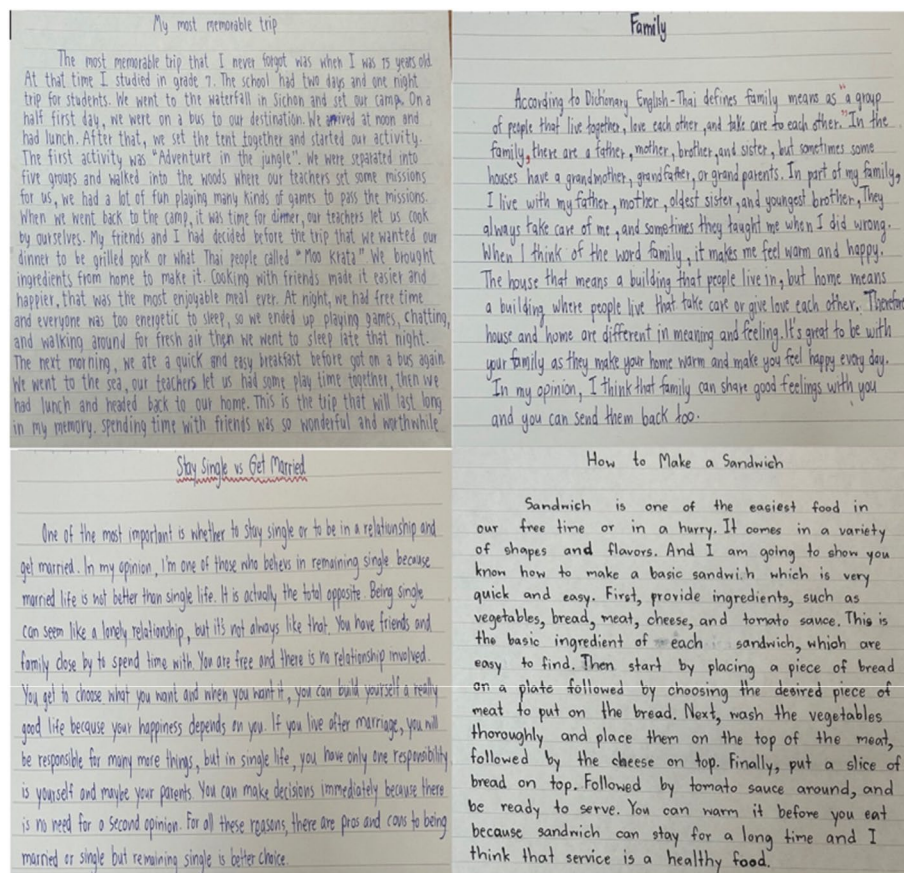 My most memorable trip
The most memorable trip that I never forgot was when I was 15 years old
At that time I studied in grade 7. The school had two days and one night
trip for students. We went to the waterfall in Sichon and set our camp. On a
half first day, we were on a bus to our destination. We arrived at noon and
had lunch. After that, we set the tent together and started our activity.
The first activity was "Adventure in the jungle". We were separated into
five groups and walked into the woods where our teachers set some missions
for us, we had a lot of fun playing many kinds of games to pass the missions.
When we went back to the camp, it was time for dinner, our teachers let us cook
by ourselves. My friends and I had decided before the trip that we wanted our
dinner to be grilled pork or what Thai people called "Moo Krata" We brought
ingredients from home to make it. Cooking with friends made it easier and
happier, that was the most enjoyable meal ever. At night, we had free time
and everyone was too energetic to sleep, so we ended up playing games, chatting,
and walking around for fresh air then we went to sleep late that night.
The next morning, we ate a quick and easy breakfast before got on a bus again
We went to the sea, our teachers let us had some play time together, then we
had lunch and headed back to our home. This is the trip that will last long
in my memory. spending time with friends was so wonderful and worthwhile
Family
According to Dictionary English-Thai defines family means as "a group
of people that live together, love each other, and take care to each other." In the
family, there are a father, mother, brother, and sister, but sometimes some
houses have a grandmother, grandfather, or grand parents. In part of my family,
I live with my father, mother, oldest sister, and youngest brother, They
always take care of me, and sometimes they taught me when I did wrong.
When I think of the word family, it makes me feel warm and happy.
The house that means a building that people live in, but home means
a building where people live that take care or give love each other. Therefore
house and home are different in meaning and feeling. It's great to be with
your family as they make your home warm and make you feel happy every day.
In my opinion, I think that family can share good feelings with you
and you can send them back too.
Stay Single vs Get Married
One of the most important is whether to stay single or to be in a relationship and
get married. In my opinion, I'm one of those who believs in remaining single because
married life is not better than single life. It is actually the total opposite. Being single
can seem like a lonely relationship, but it's not always like that. You have friends and
family close by to spend time with. You are free and there is no relationship involved.
You get to choose what you want and when you want it, you can build yourself a really
good life because your happiness depends on you. If you live after marriage, you will
be responsible for many more things, but in single life, you have only one responsibility
is yourself and maybe your parents. You can make decisions immediately because there
is no need for a second opinion. For all these reasons, there are pros and cons to being
married or single but remaining single is better choice.
How to Make a Sandwich
Sandwich is one of the easiest food in
our free time or in a hurry. It comes in a variety
of shapes and flavors. And I am going to show you
know how to make a basic sandwich which is very
quick and easy. First, provide ingredients, such as
vegetables, bread, meat, cheese, and tomato sauce. This is
the basic ingredient of each sandwich, which are
easy to find. Then start by placing a piece of bread
on a plate followed by choosing the desired piece of
meat to put on the bread. Next, wash the vegetables
thoroughly and place them on the top of the meat,
followed by the cheese on top. Finally, put a slice of
bread on top. Followed by tomato sauce around, and
be ready to serve. You can warm it before you eat
because sandwich can stay for a long time and I
think that service is a healthy food.